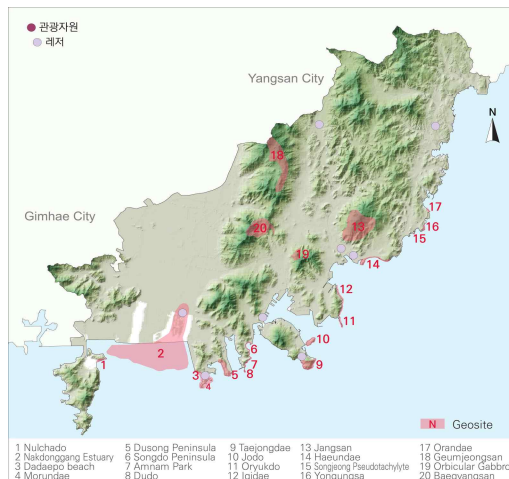 관광자원
레저
Yangsan City
N
18
Gimhae City
17
20
13
16
15
19
14
12
11
10
6
2
1
3
5
7
9
8
4
N Geosite
1 Nulchado
2 Nakdonggang Estuary
3 Dadaepo beach
4 Morundae
5 Dusong Peninsula
6 Songdo Peninsula
7 Amnam Park
8 Dudo
9 Taejongdae
10 Jodo
11 Oryukdo
12 Igidae
13 Jangsan
14 Haeundae
15 Songjeong Pseudotachylyte
16 Yongungsa
17 Orandae
18 Geumjeongsan
19 Orbicular Gabbro
20 Baegyangsan